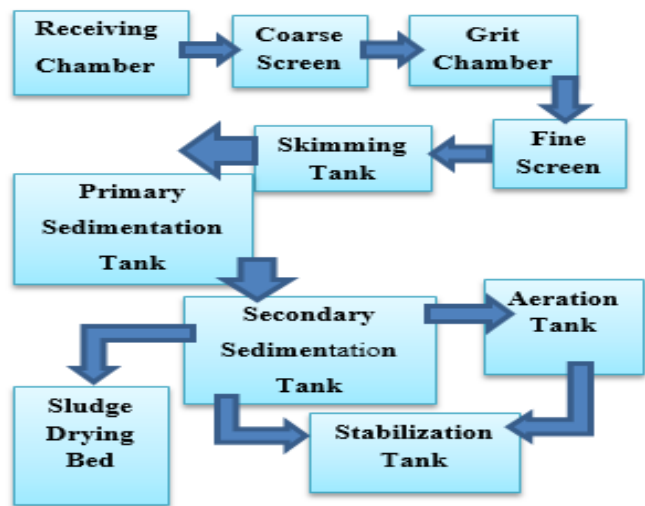 Receiving
Chamber
Coarse
Screen
Grit
Chamber
Skimming
Tank
Fine
Screen
Primary
Sedimentation
Tank
Secondary
Sedimentation
Tank
Aeration
Tank
Sludge
Drying
Bed
Stabilization
Tank